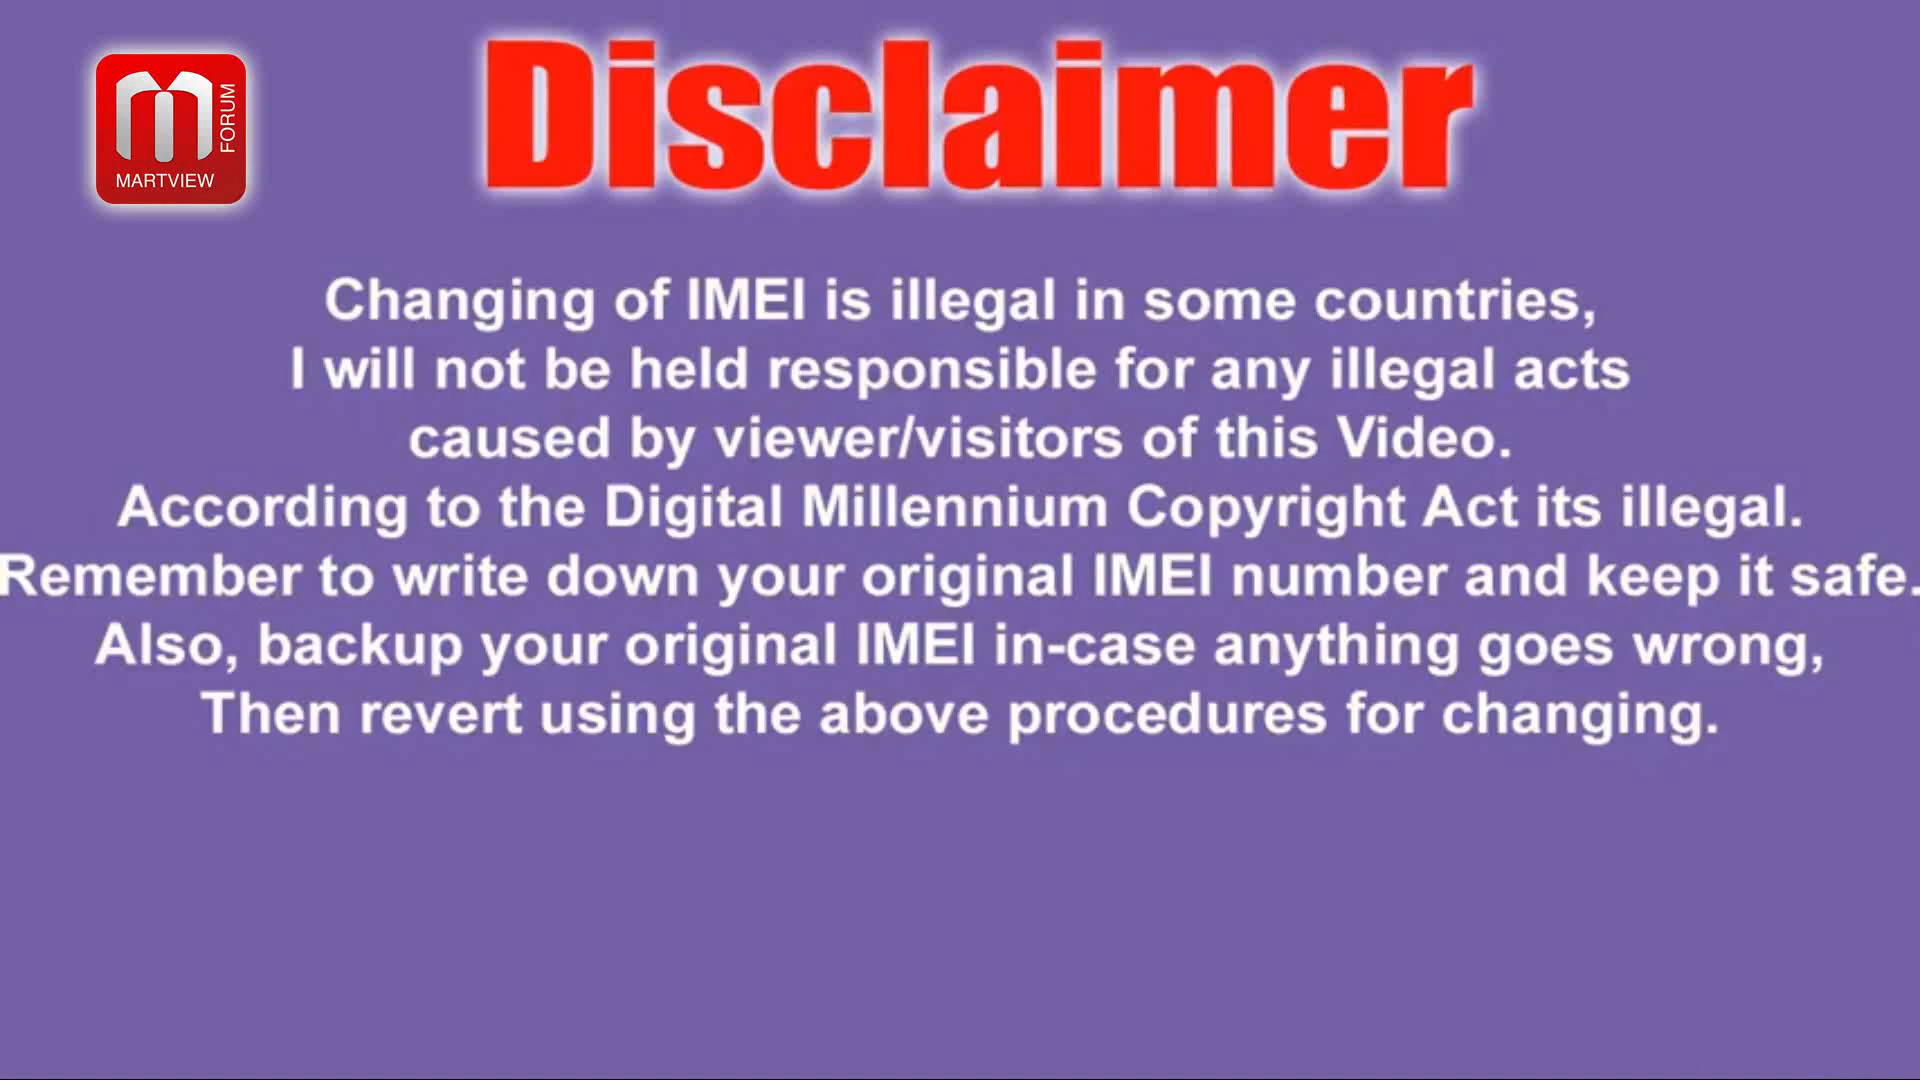 Disclaimer
FORUM
MARTVIEW
Changing of IMEI is illegal in some countries,
I will not be held responsible for any illegal acts
caused by viewer/visitors of this Video.
According to the Digital Millennium Copyright Act its illegal.
Remember to write down your original IMEI number and keep it safe.
Also, backup your original IMEI in-case anything goes wrong,
Then revert using the above procedures for changing.